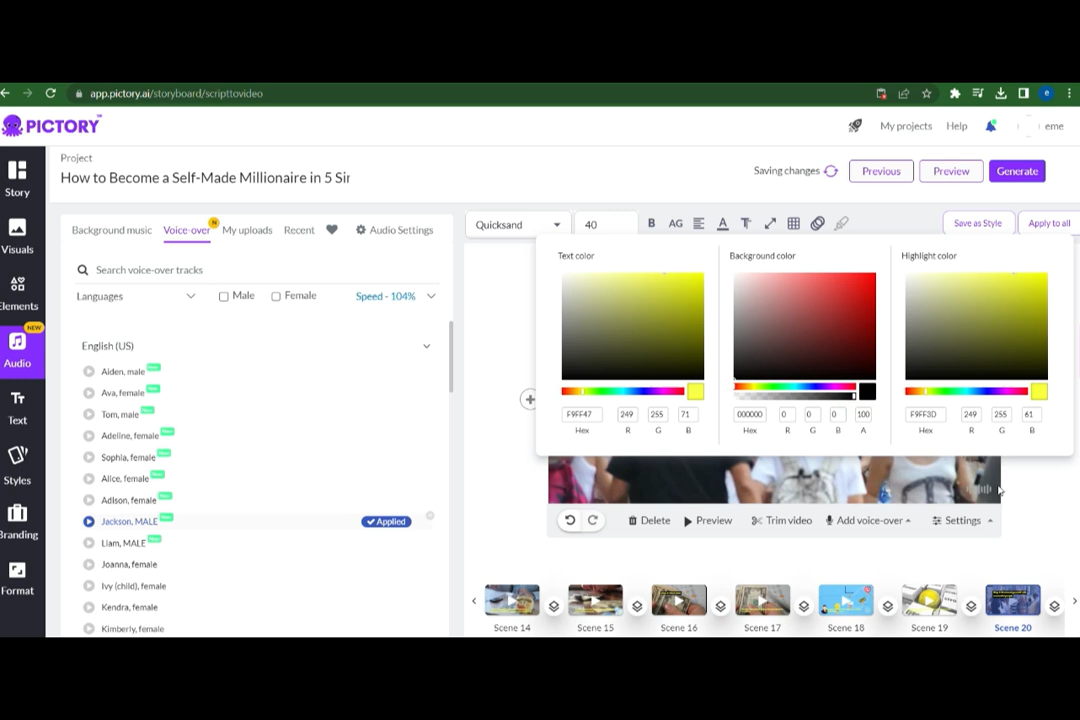 app.pictory.ai/storyboard/scripttovideo
e
PICTORY™
My projects
Help
eme
Project
How to Become a Self-Made Millionaire in 5 Sir
Saving changes
Previous
Preview
Generate
Story
Visuals
Elements
NEW
Audio
Text
Styles
Branding
Format
Background music
Voice-over
N
My uploads
Recent
Audio Settings
Search voice-over tracks
Languages
Male
Female
Speed - 104%
English (US)
Aiden, male
Ava, female
Tom, male
Adeline, female
Sophia, female
Alice, female
Adison, female
Jackson, MALE
Applied
Liam, MALE
Joanna, female
Ivy (child), female
Kendra, female
Kimberly, female
Quicksand
40
B
AG
A
T
Save as Style
Apply to all
Text color
Background color
Highlight color
F9FF47 249 255 71
Hex R G B
000000 0 0 0 100
Hex R G B A
F9FF3D 249 255 61
Hex R G B
Delete
Preview
Trim video
Add voice-over
Settings
Scene 14
Scene 15
Scene 16
Scene 17
Scene 18
Scene 19
Scene 20